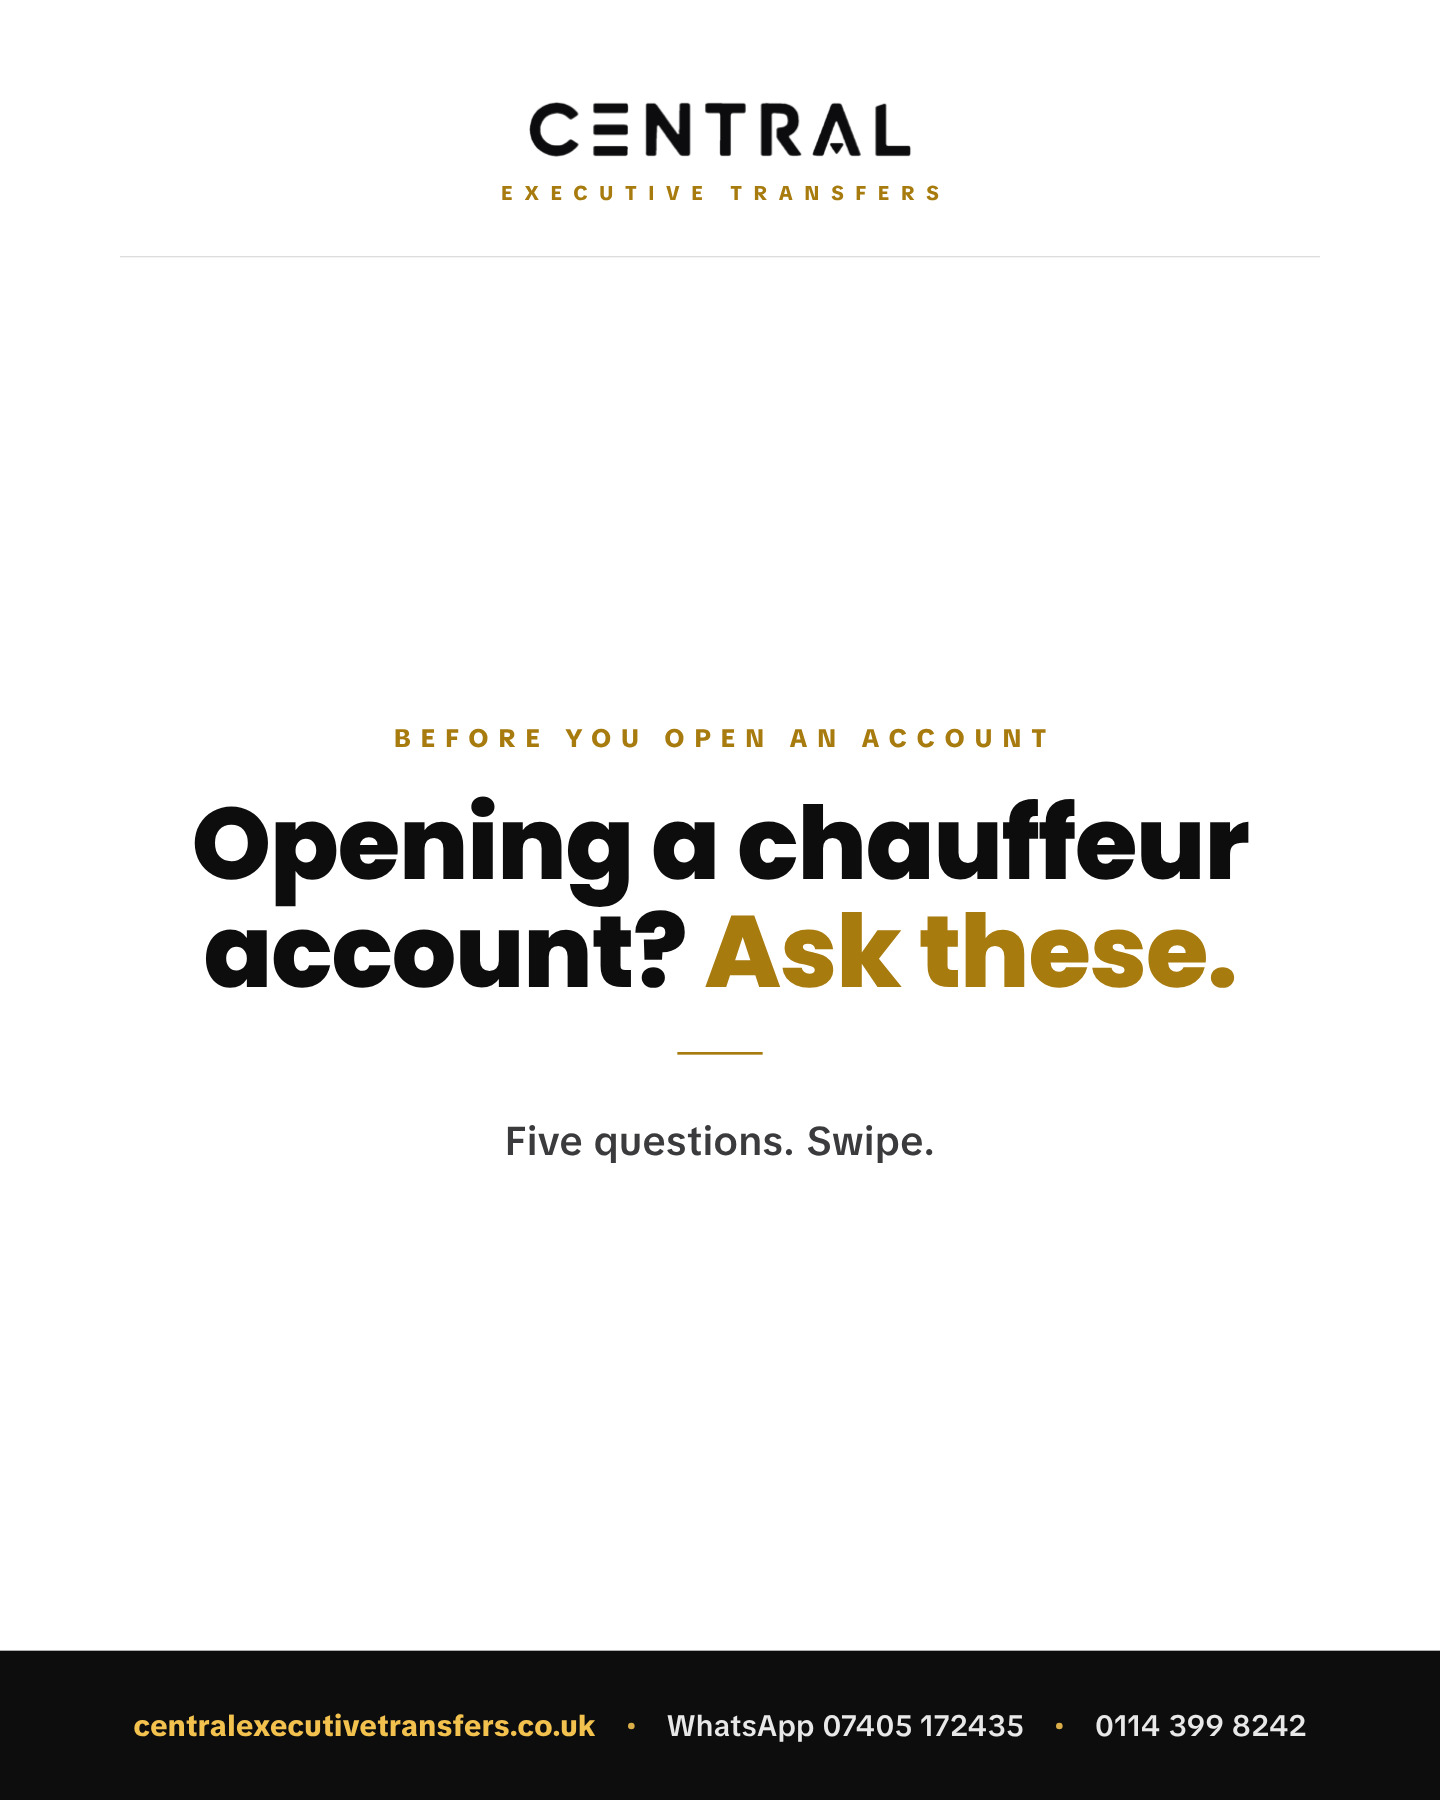 CENTRAL
EXECUTIVE TRANSFERS
BEFORE YOU OPEN AN ACCOUNT
Opening a chauffeur
account? Ask these.
Five questions. Swipe.
centralexecutivetransfers.co.uk • WhatsApp 07405 172435 • 0114 399 8242